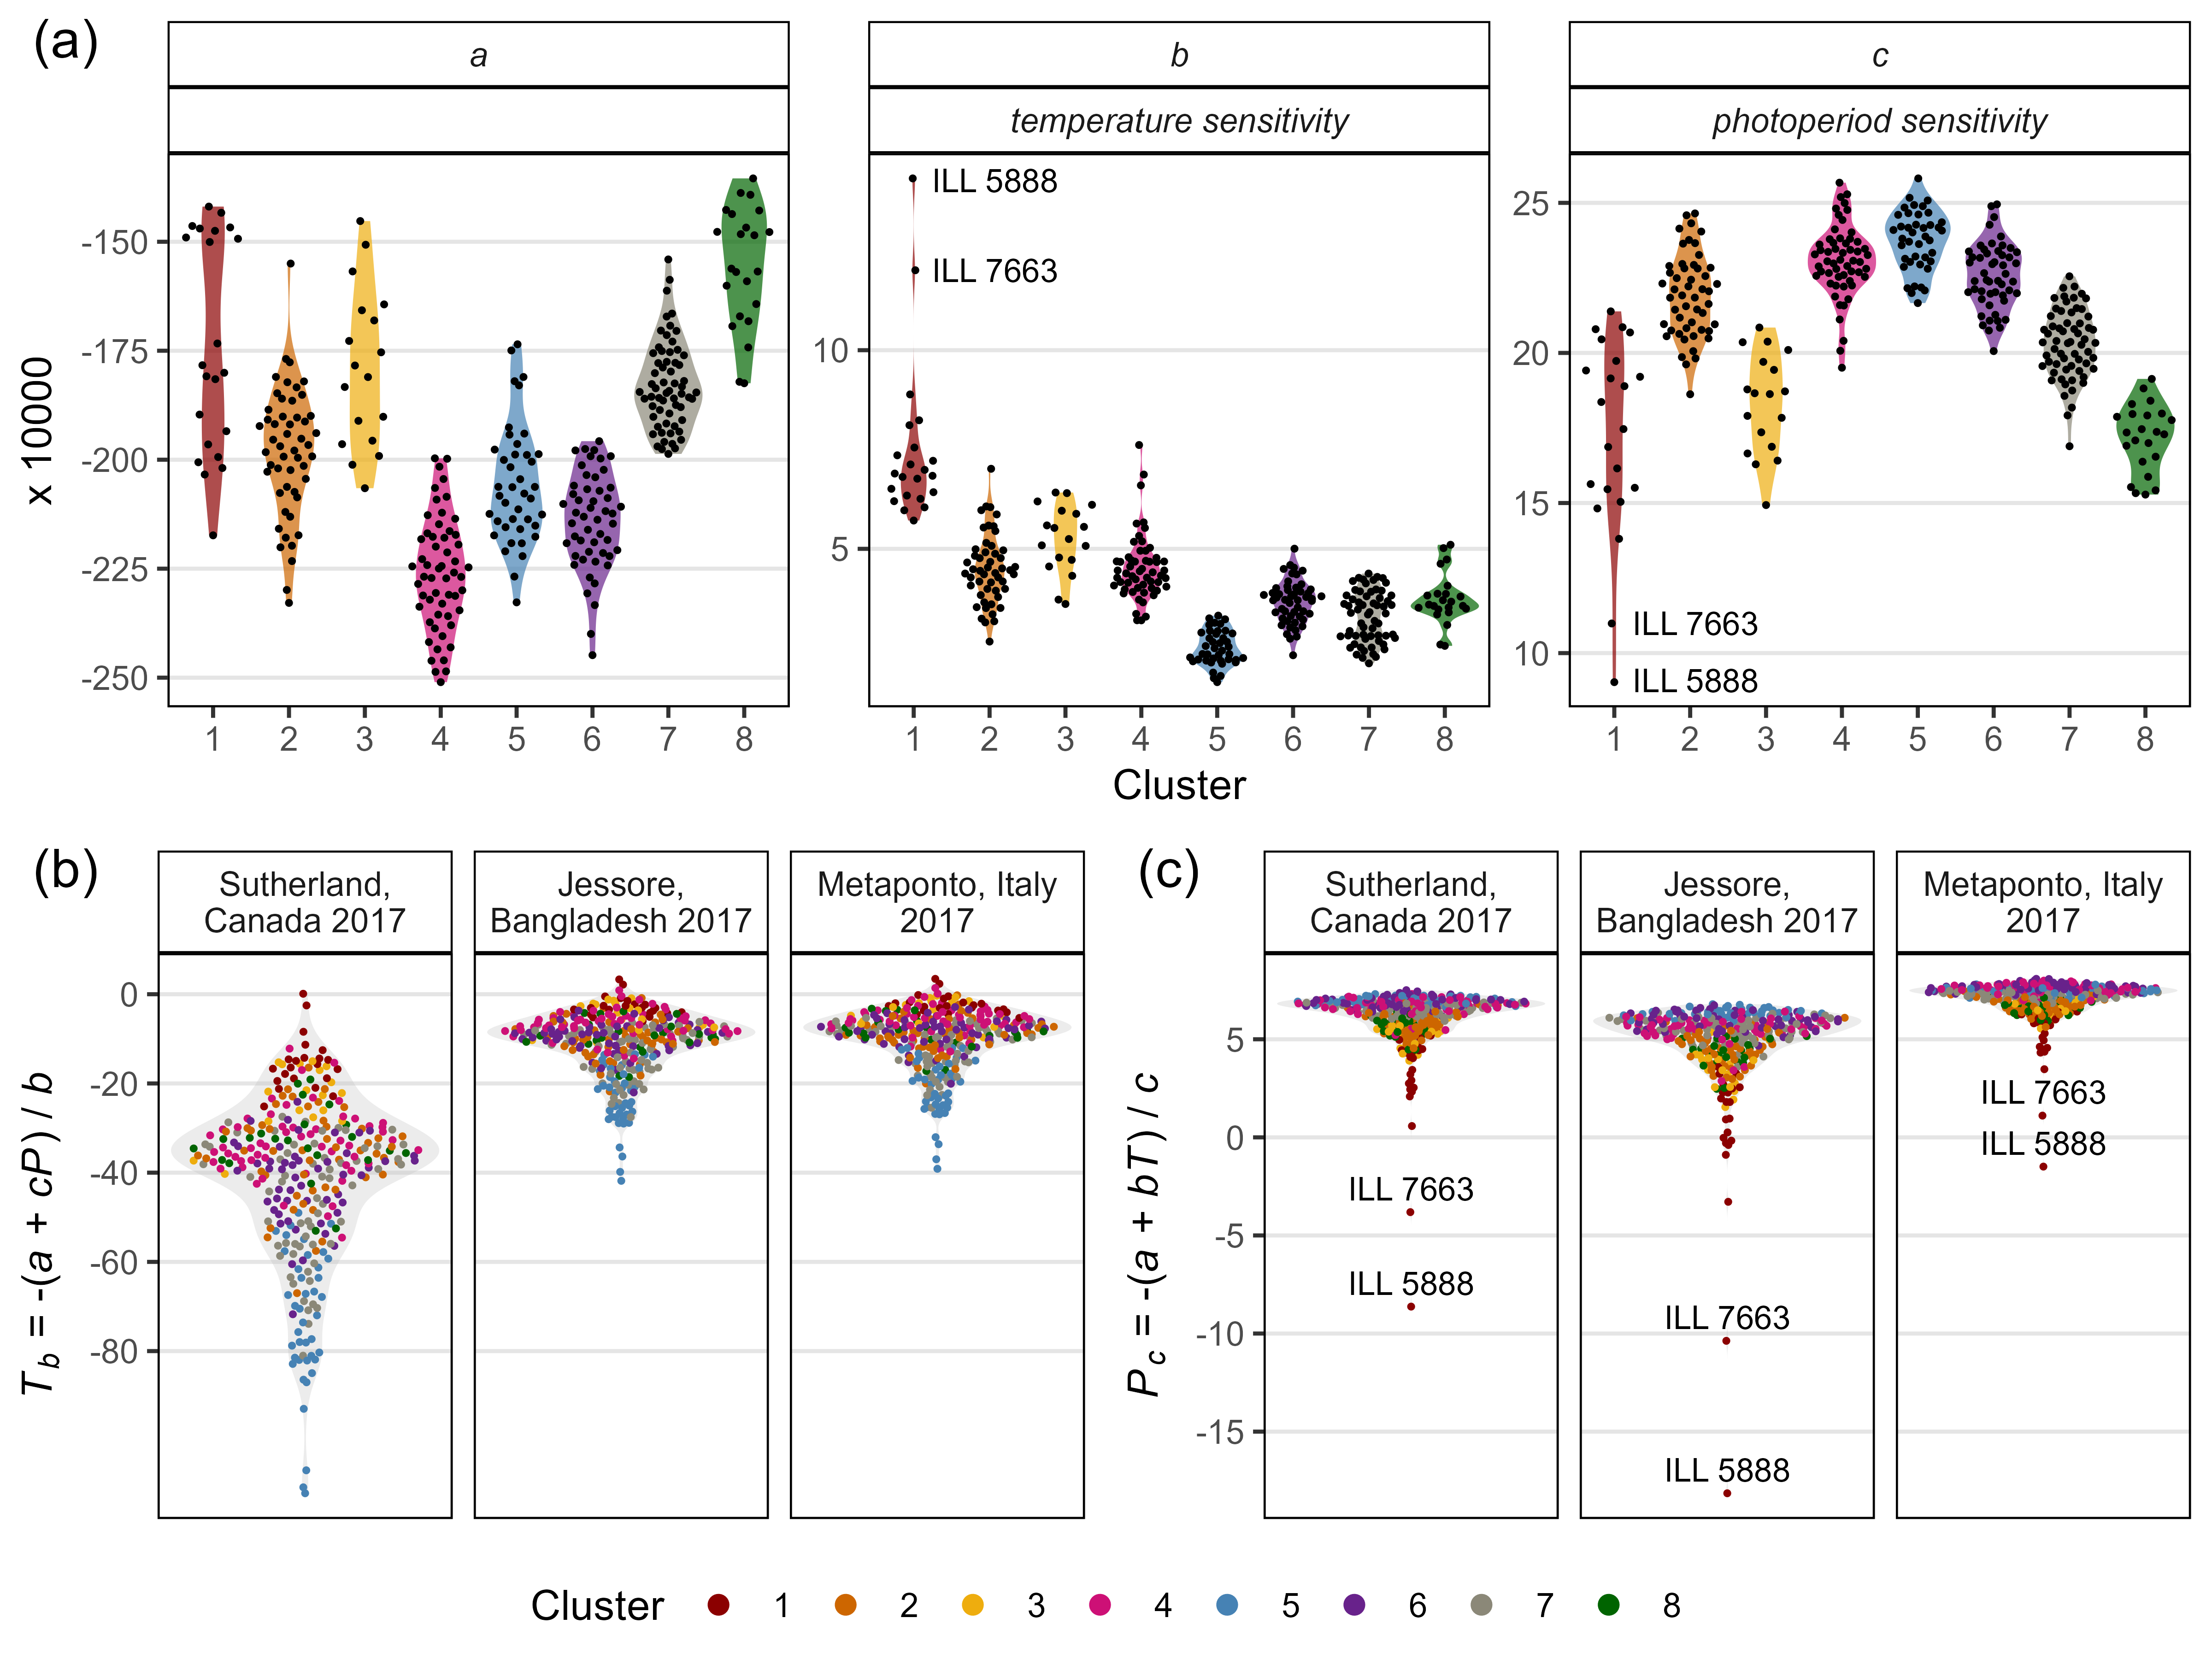 (a)
a
b
c
temperature sensitivity
photoperiod sensitivity
x 10000
-150
-175
-200
-225
-250
1 2 3 4 5 6 7 8
10
5
ILL 5888
ILL 7663
1 2 3 4 5 6 7 8
25
20
15
10
ILL 7663
ILL 5888
1 2 3 4 5 6 7 8
Cluster
(b)
Sutherland,
Canada 2017
Jessore,
Bangladesh 2017
Metaponto, Italy
2017
T b = -(a + cP) / b
0
-20
-40
-60
-80
(c)
Sutherland,
Canada 2017
Jessore,
Bangladesh 2017
Metaponto, Italy
2017
P c = -(a + bT) / c
5
0
-5
-10
-15
ILL 7663
ILL 5888
ILL 7663
ILL 5888
ILL 7663
ILL 5888
Cluster 1 2 3 4 5 6 7 8